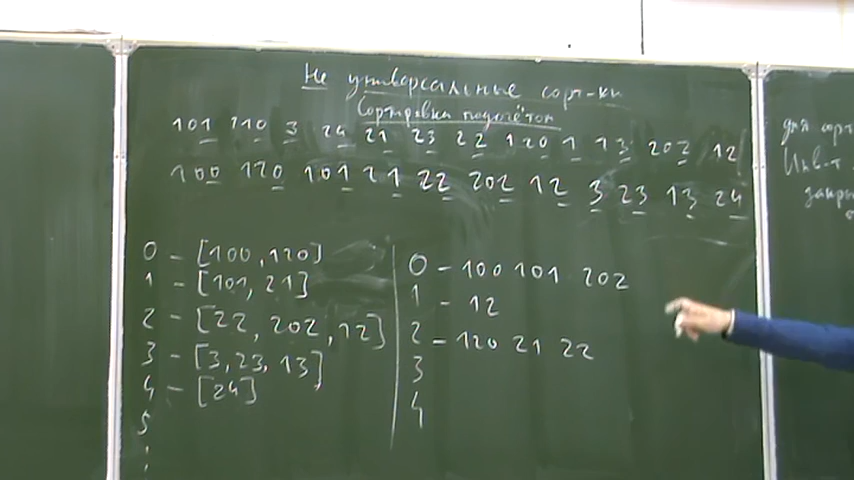 Не универсальные сорт-ки
Сортировка подсчётом
101 110 3 24 21 23 22 120 1 13 202 12
100 120 101 21 22 202 12 3 23 13 24
0 - [100, 120]
1 - [101, 21]
2 - [22, 202, 12]
3 - [3, 23, 13]
4 - [24]
5
0 - 100 101 202
1 - 12
2 - 120 21 22
3
4
для сорт